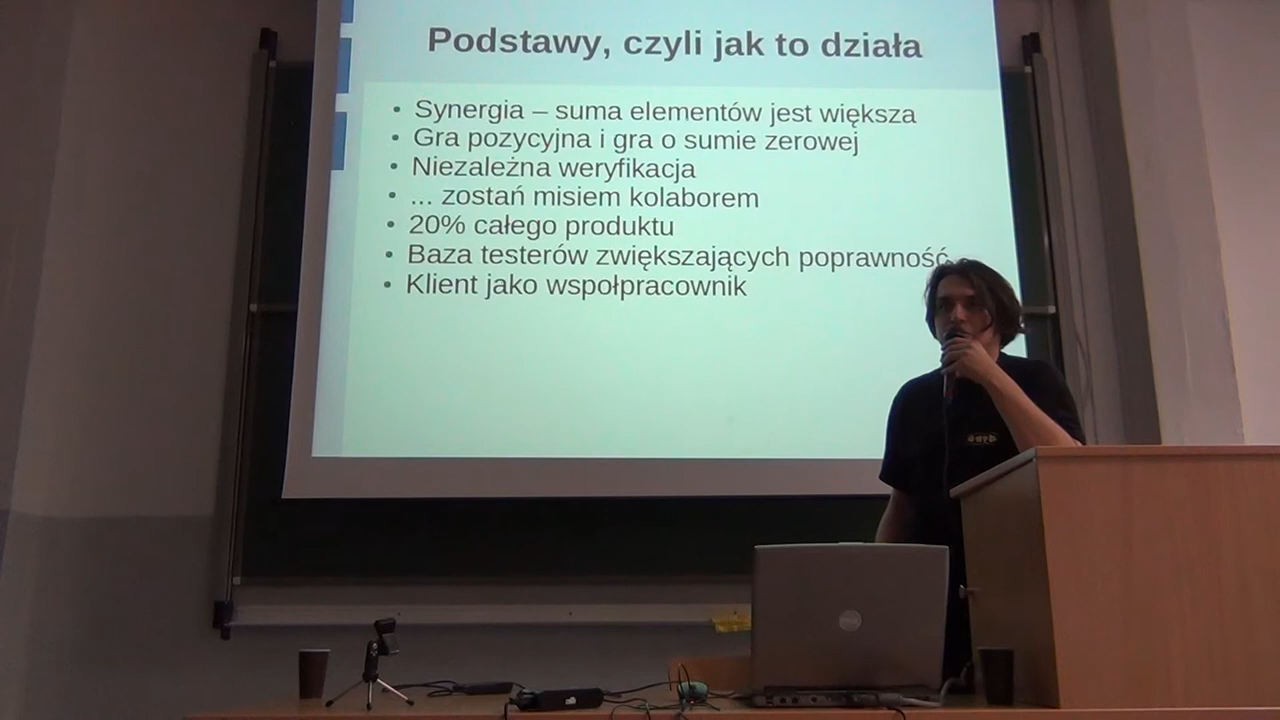 Podstawy, czyli jak to działa
• Synergia – suma elementów jest większa
• Gra pozycyjna i gra o sumie zerowej
• Niezależna weryfikacja
• ... zostań misiem kolaborem
• 20% całego produktu
• Baza testerów zwiększających poprawność
• Klient jako wspołpracownik